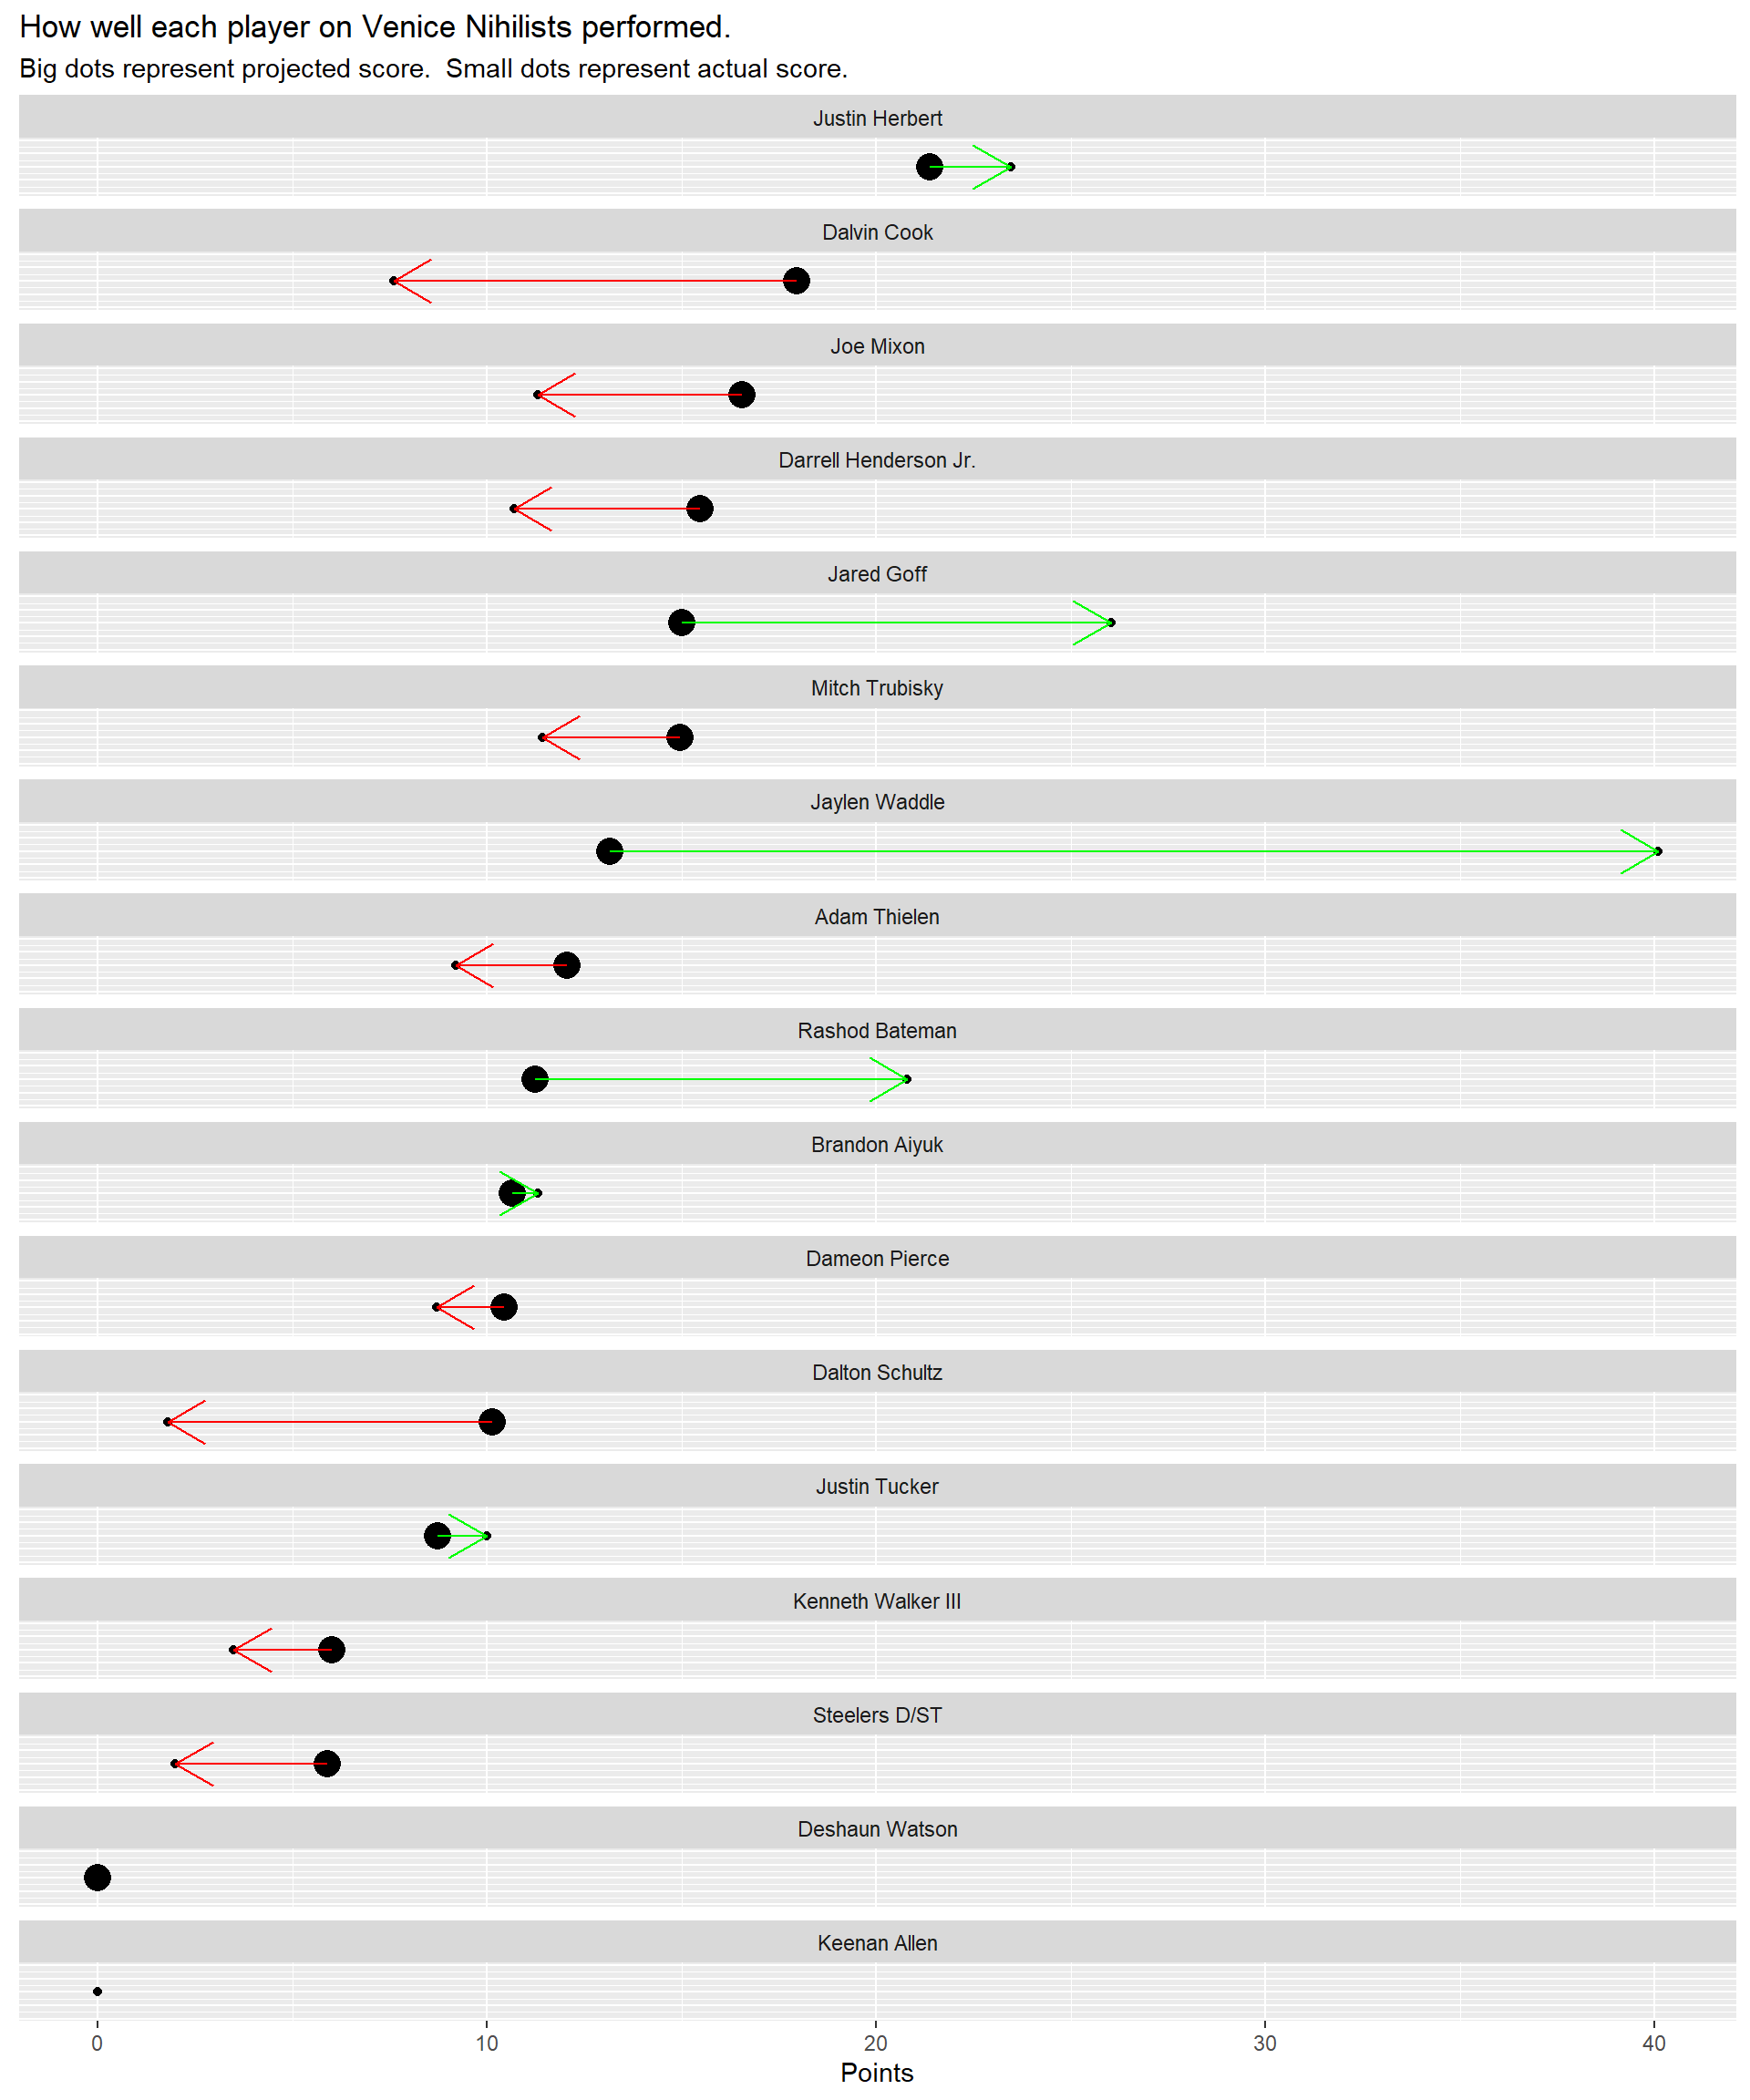 How well each player on Venice Nihilists performed.
Big dots represent projected score.  Small dots represent actual score.
Justin Herbert
Dalvin Cook
Joe Mixon
Darrell Henderson Jr.
Jared Goff
Mitch Trubisky
Jaylen Waddle
Adam Thielen
Rashod Bateman
Brandon Aiyuk
Dameon Pierce
Dalton Schultz
Justin Tucker
Kenneth Walker III
Steelers D/ST
Deshaun Watson
Keenan Allen
0 10 20 30 40
Points